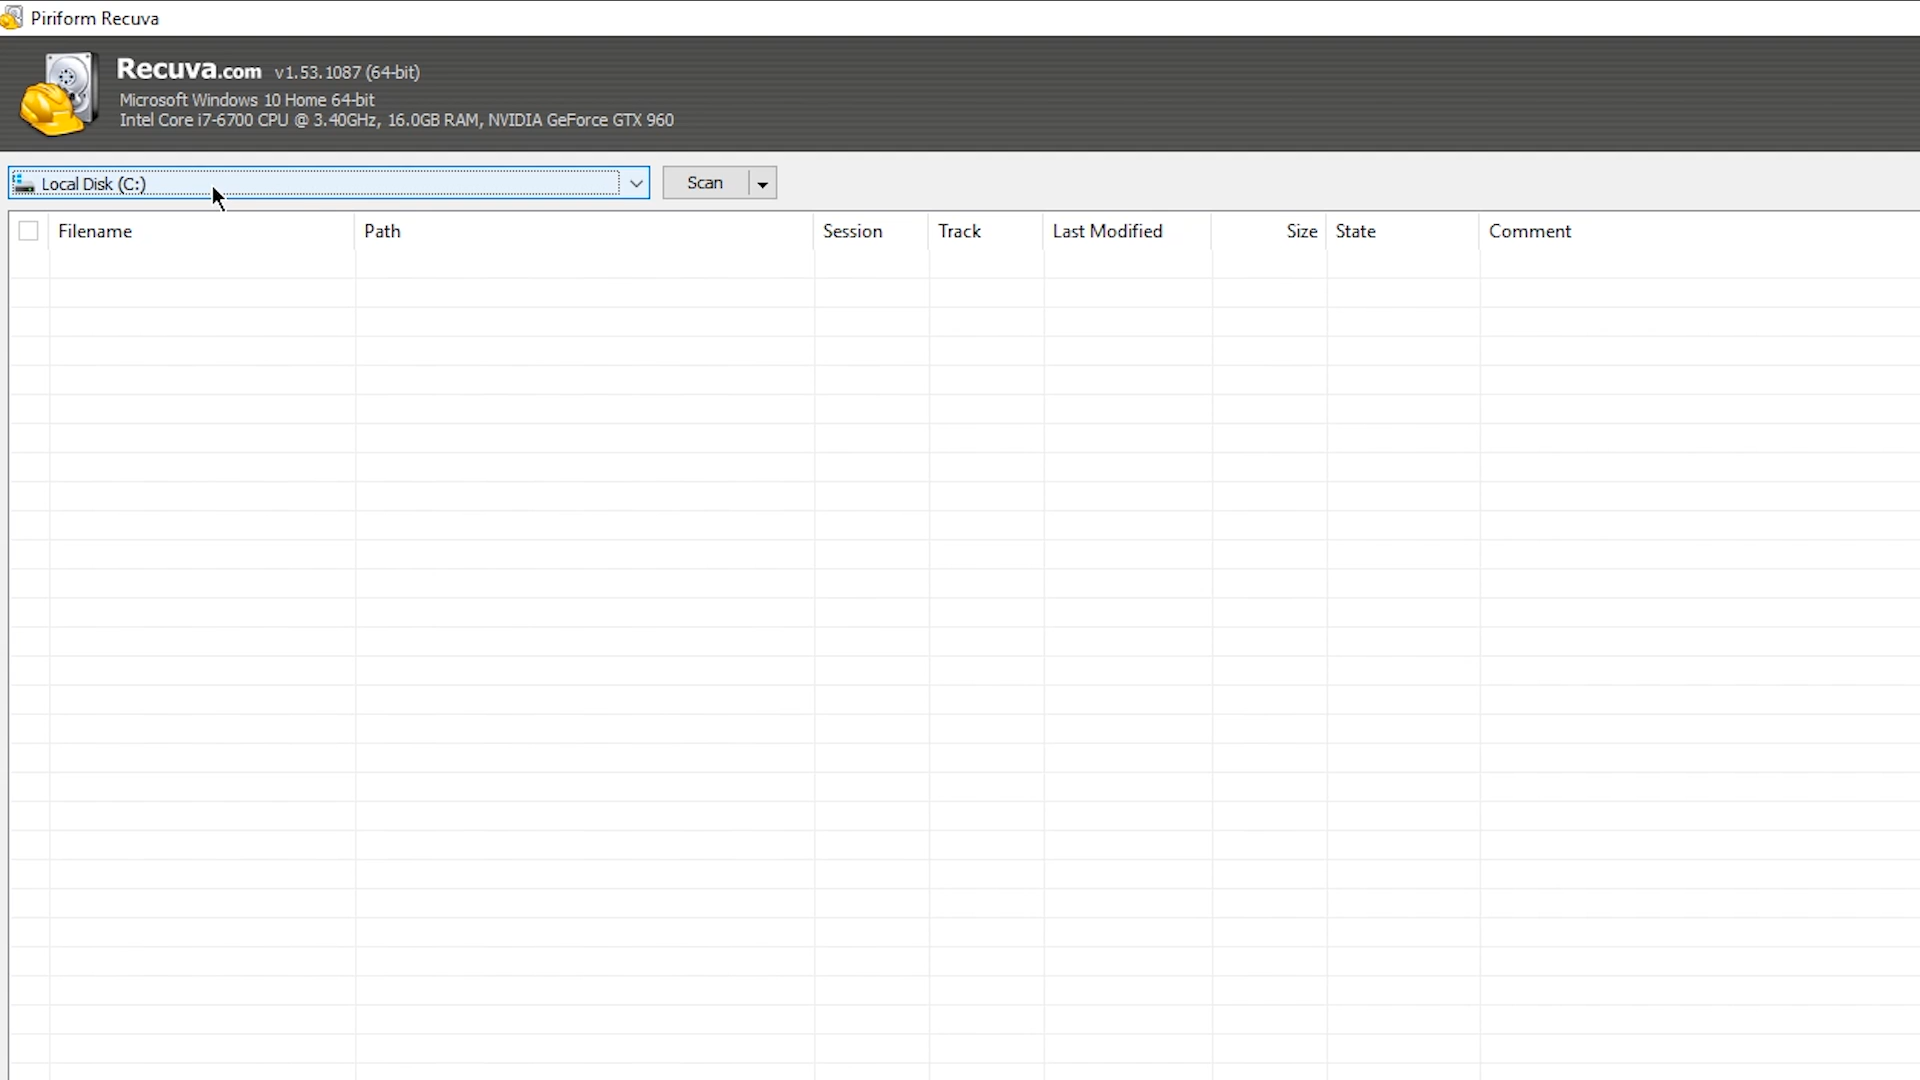 Piriform Recuva
Recuva.com v1.53.1087 (64-bit)
Microsoft Windows 10 Home 64-bit
Intel Core i7-6700 CPU @ 3.40GHz, 16.0GB RAM, NVIDIA GeForce GTX 960
Local Disk (C:) Scan
Filename Path Session Track Last Modified Size State Comment